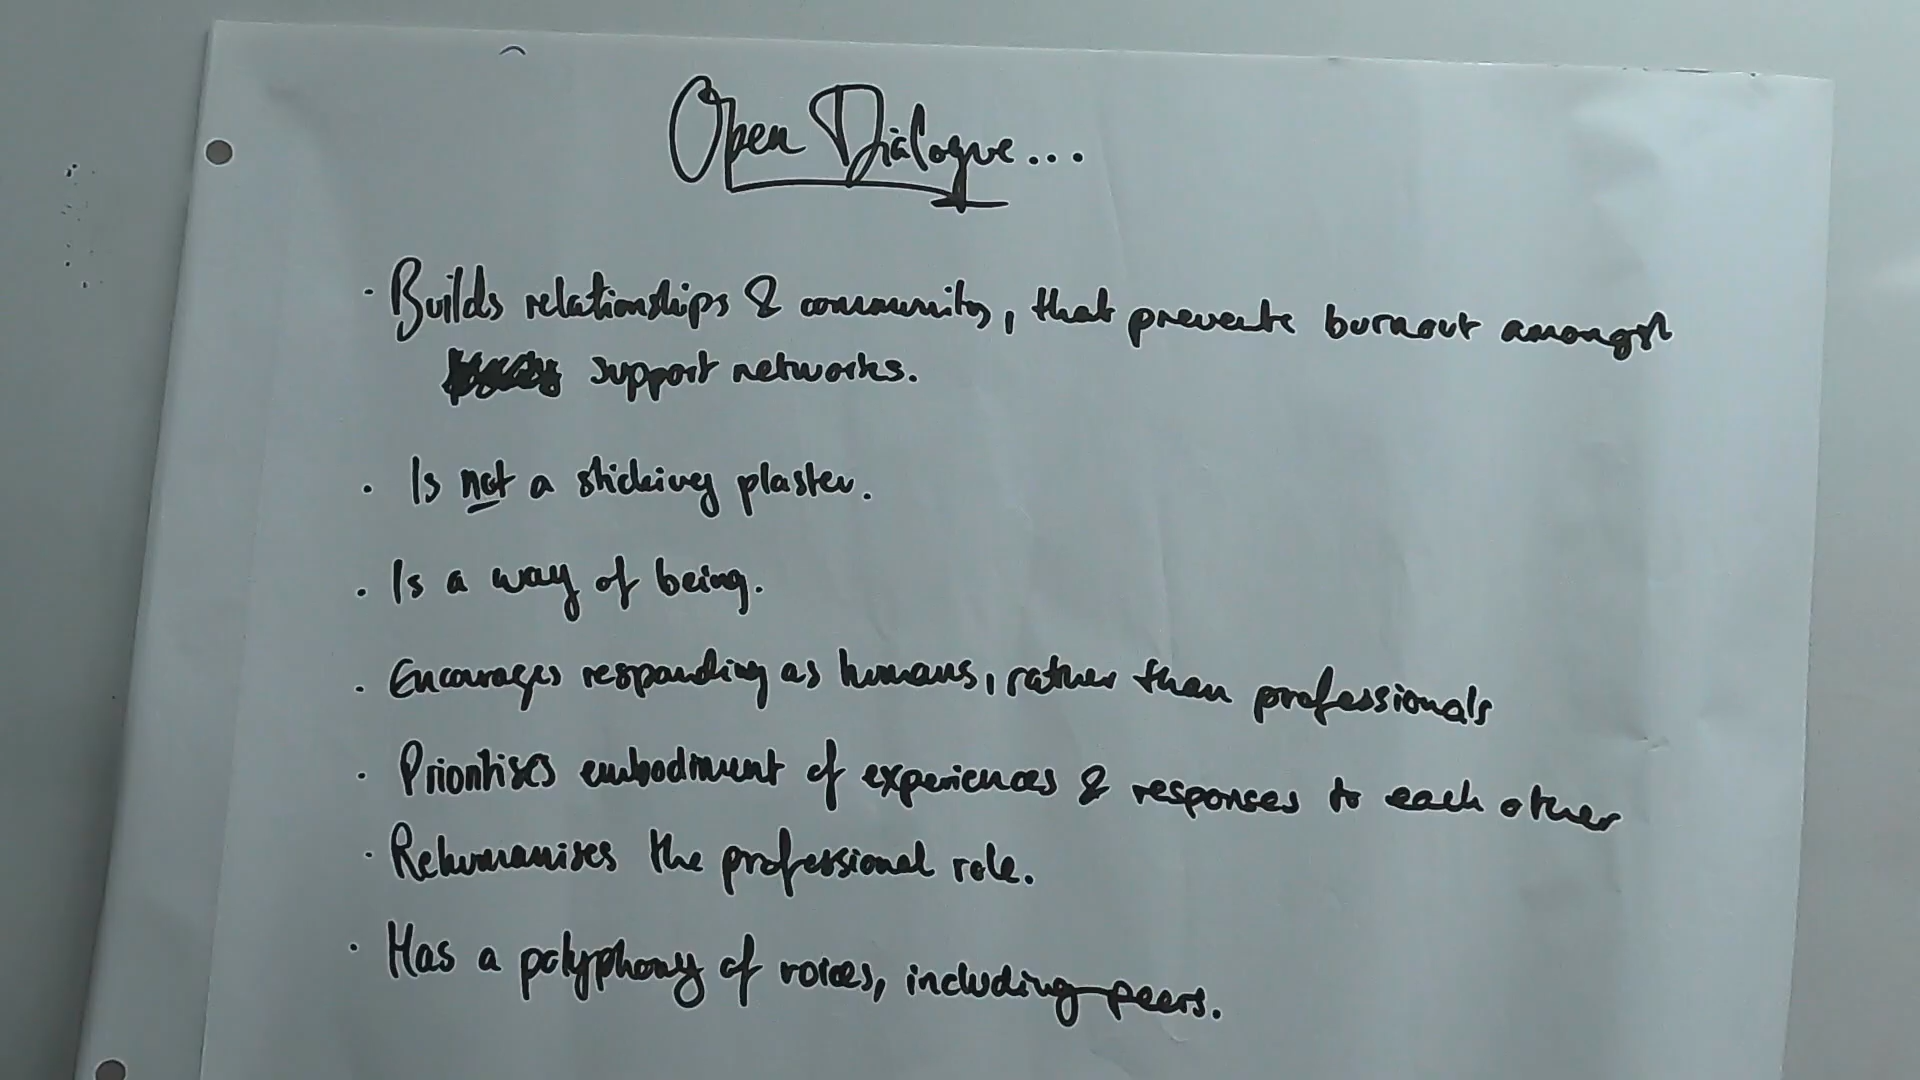 Open Dialogue...
· Builds relationships & community, that prevents burnout amongst
support networks.
· Is not a sticking plaster.
· Is a way of being.
· Encourages responding as humans, rather than professionals
· Prioritises embodiment of experiences & responses to each other
· Rehumanises the professional role.
· Has a polyphony of voices, including peers.